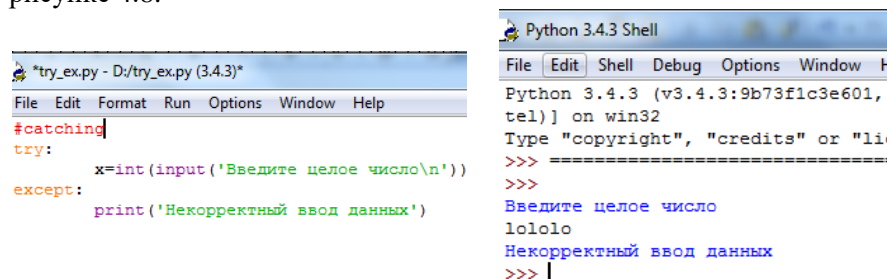 рисунке 4.8.
*try_ex.py - D:/try_ex.py (3.4.3)*
File Edit Format Run Options Window Help
#catching
try:
        x=int(input('Введите целое число\n'))
except:
        print('Некорректный ввод данных')
Python 3.4.3 Shell
File Edit Shell Debug Options Window
Python 3.4.3 (v3.4.3:9b73f1c3e601,
tel)] on win32
Type "copyright", "credits" or "li
>>> ================================
>>>
Введите целое число
lololo
Некорректный ввод данных
>>>